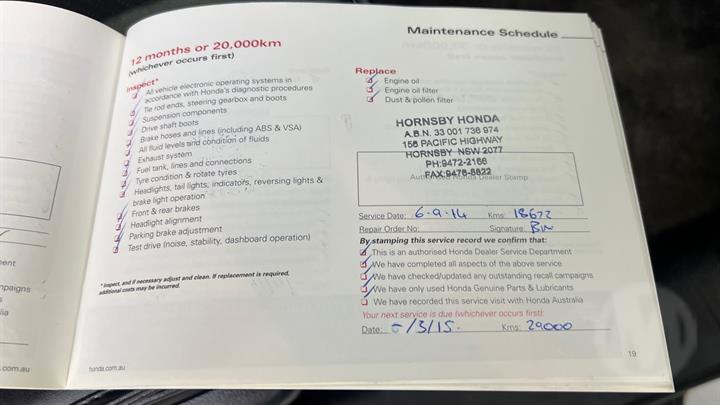 Maintenance Schedule
12 months or 20,000km
(whichever occurs first)
Inspect*
All vehicle electronic operating systems in
accordance with Honda's diagnostic procedures
Tie rod ends, steering gearbox and boots
Suspension components
Drive shaft boots
Brake hoses and lines (including ABS & VSA)
All fluid levels and condition of fluids
Exhaust system
Fuel tank, lines and connections
Tyre condition & rotate tyres
Headlights, tail lights, indicators, reversing lights &
brake light operation
Front & rear brakes
Headlight alignment
Parking brake adjustment
Test drive (noise, stability, dashboard operation)
* Inspect, and if necessary adjust and clean. If replacement is required,
additional costs may be incurred.
honda.com.au
Replace
Engine oil
Engine oil filter
Dust & pollen filter
HORNSBY HONDA
A.B.N. 33 001 736 974
156 PACIFIC HIGHWAY
HORNSBY NSW 2077
PH:9472-2166
FAX:9476-8822
Authorised Honda Dealer Stamp
Service Date: 6-9-14 Kms: 18622
Repair Order No: Signature:
By stamping this service record we confirm that:
This is an authorised Honda Dealer Service Department
We have completed all aspects of the above service
We have checked/updated any outstanding recall campaigns
We have only used Honda Genuine Parts & Lubricants
We have recorded this service visit with Honda Australia
Your next service is due (whichever occurs first):
Date: /3/15. Kms: 29000
19
ment
mpaigns
s
lia
.com.au